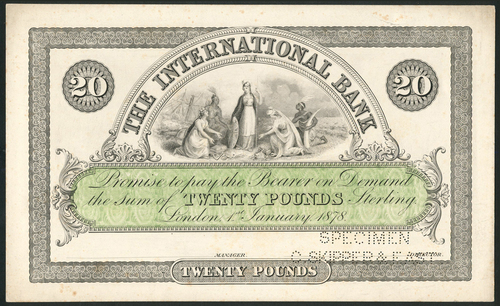 THE INTERNATIONAL BANK
20
20
Promise to pay the Bearer on Demand
the Sum of TWENTY POUNDS Sterling
London 1st January 1878
SPECIMEN
MANAGER.
C. SKIPPER & EAST
TWENTY POUNDS